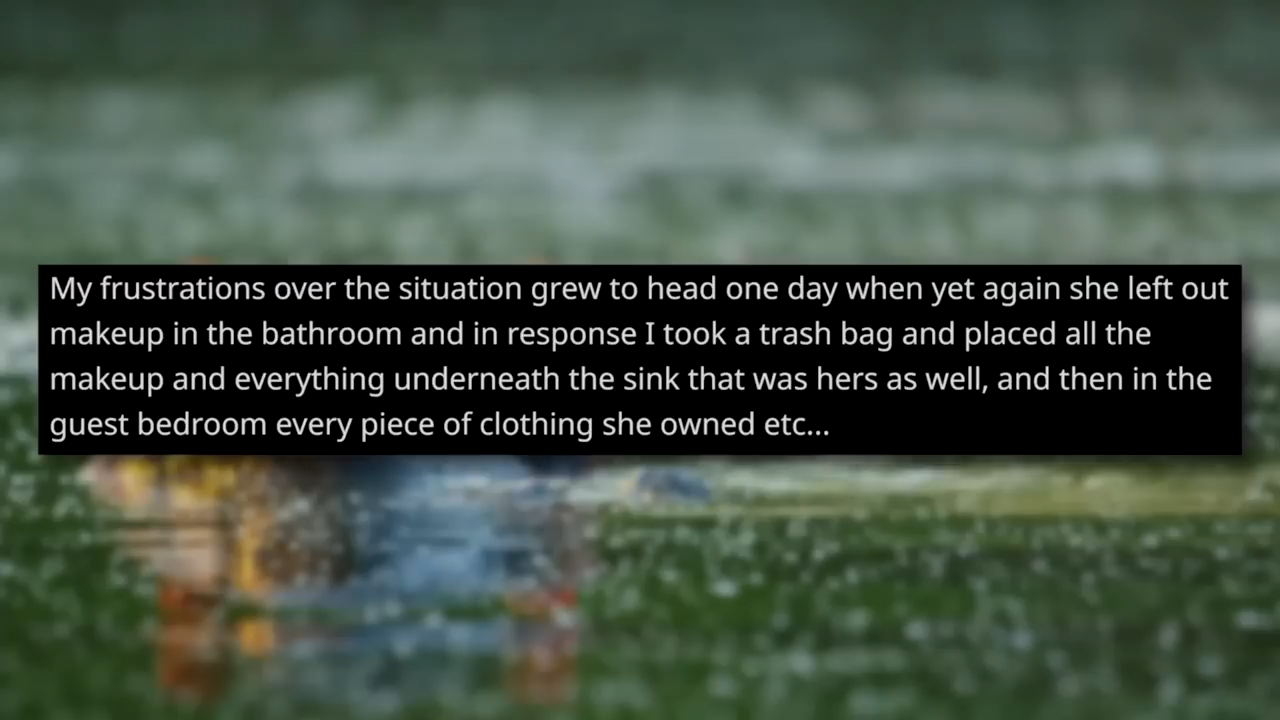 My frustrations over the situation grew to head one day when yet again she left out
makeup in the bathroom and in response I took a trash bag and placed all the
makeup and everything underneath the sink that was hers as well, and then in the
guest bedroom every piece of clothing she owned etc...